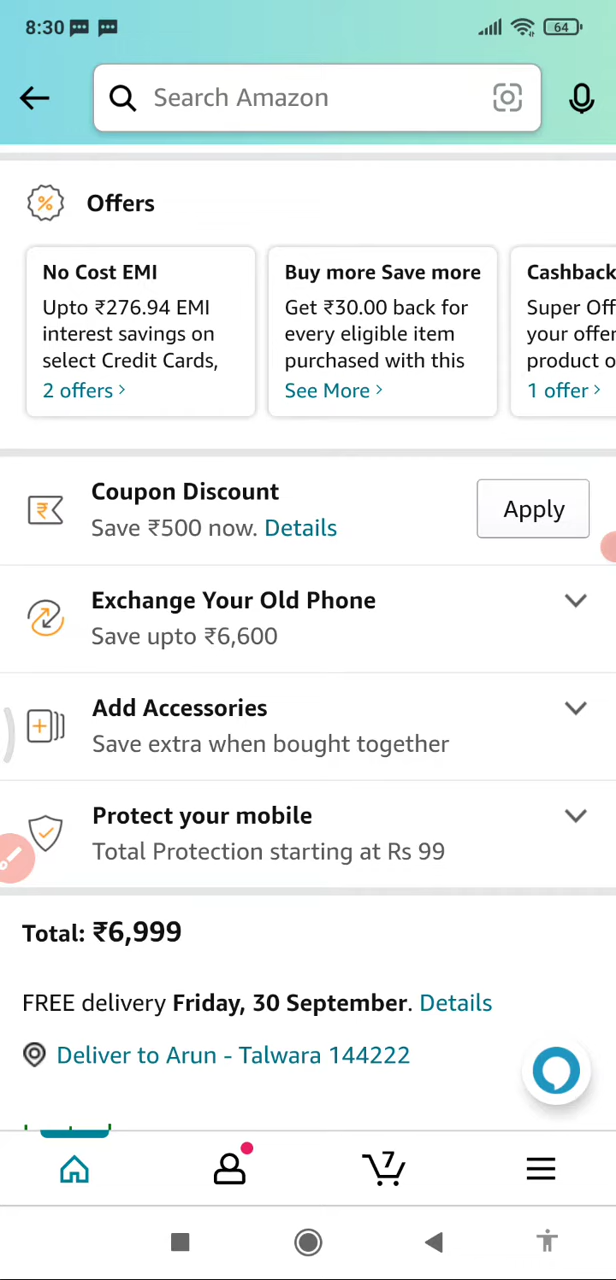 8:30
64
Search Amazon
%
Offers
No Cost EMI
Upto ₹276.94 EMI
interest savings on
select Credit Cards,
2 offers
Buy more Save more
Get ₹30.00 back for
every eligible item
purchased with this
See More
Cashback
Super Off
your offer
product o
1 offer
₹
Coupon Discount
Save ₹500 now. Details
Apply
Exchange Your Old Phone
Save upto ₹6,600
Add Accessories
Save extra when bought together
Protect your mobile
Total Protection starting at Rs 99
Total: ₹6,999
FREE delivery Friday, 30 September. Details
Deliver to Arun - Talwara 144222
7